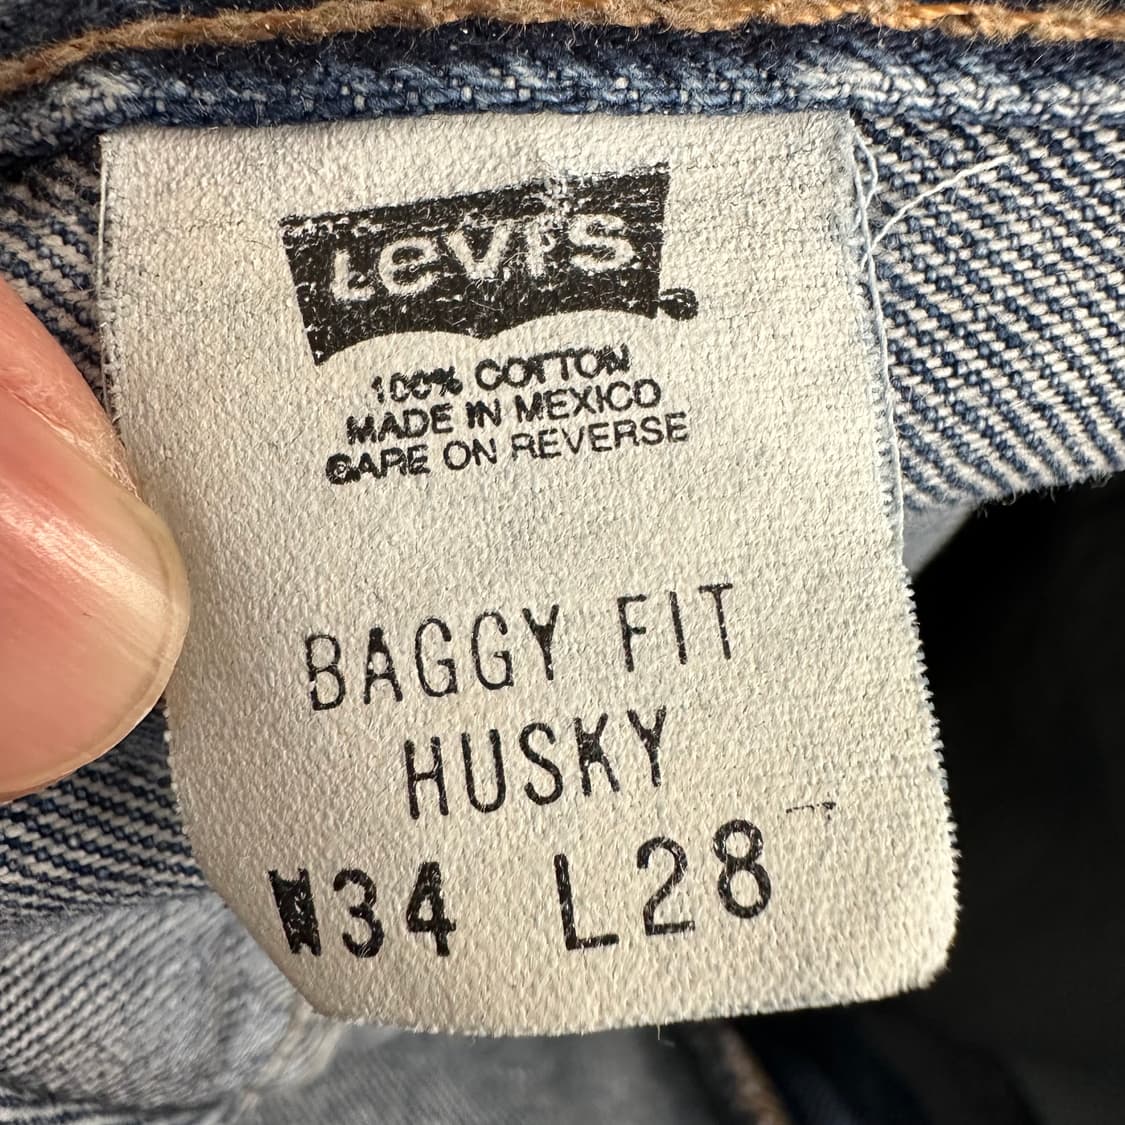 Levi's
100% COTTON
MADE IN MEXICO
CARE ON REVERSE
BAGGY FIT
HUSKY
W34 L28